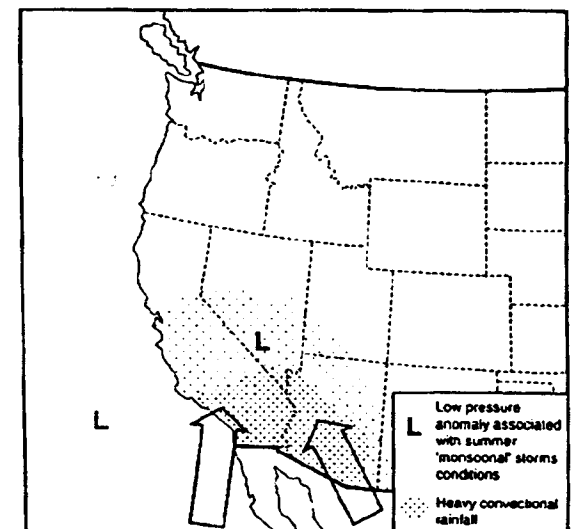 L
L
L
Low pressure
anomaly associated
with summer
'monsoonal' storms
conditions
Heavy convectional
rainfall